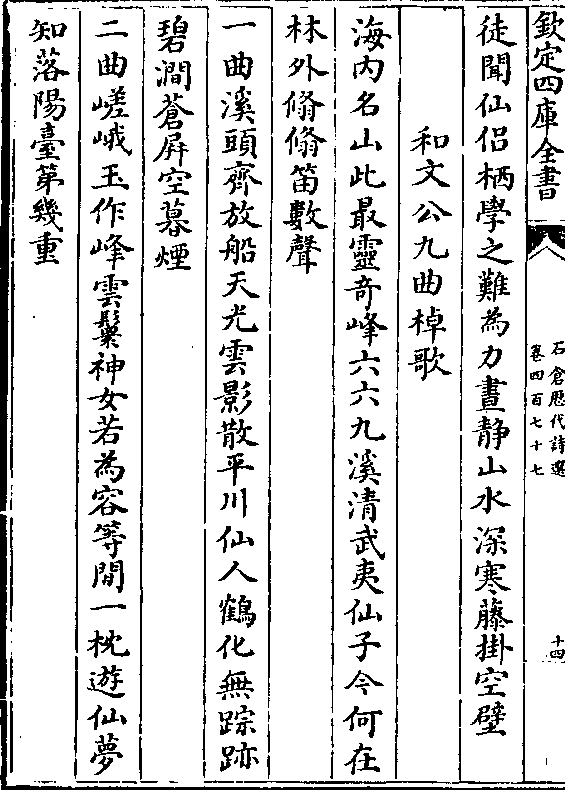 欽定四庫全書
石倉歷代詩選
卷四百七十七
十四
徒聞仙侣栖學之難為力晝静山水深寒藤掛空壁
和文公九曲棹歌
海内名山此最靈奇峰六六九溪清武夷仙子今何在
林外翛翛笛數聲
一曲溪頭齊放船天光雲影散平川仙人鶴化無踪跡
碧澗蒼屏空暮煙
二曲嵯峨玉作峰雲鬟神女若為容等閒一枕遊仙夢
知落陽臺第幾重